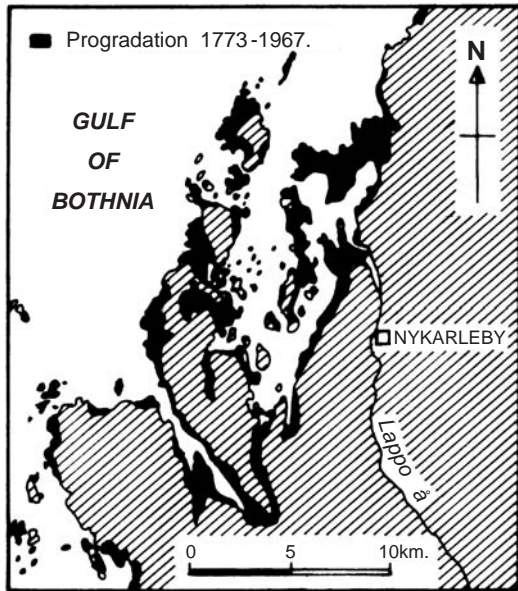 Progradation 1773-1967.
N
GULF
OF
BOTHNIA
NYKARLEBY
Lappo å
0 5 10km.